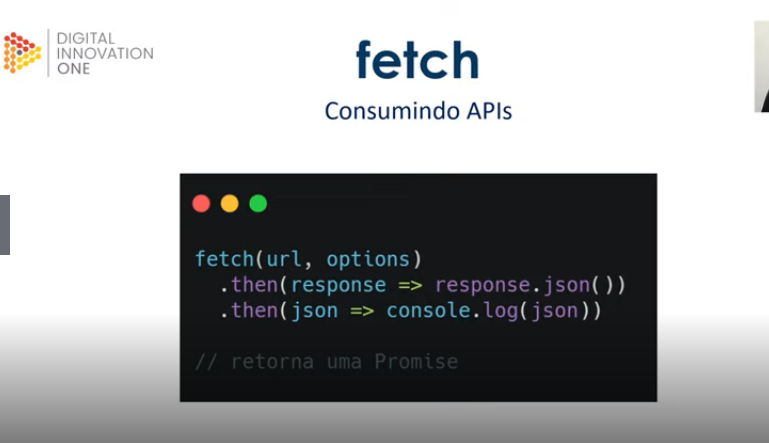 DIGITAL
INNOVATION
ONE
fetch
Consumindo APIs
fetch(url, options)
.then(response => response.json())
.then(json => console.log(json))
// retorna uma Promise